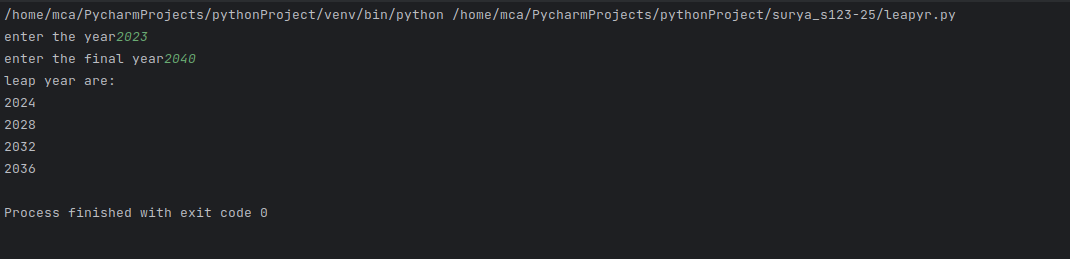 /home/mca/PycharmProjects/pythonProject/venv/bin/python /home/mca/PycharmProjects/pythonProject/surya_s123-25/leapyr.py
enter the year2023
enter the final year2040
leap year are:
2024
2028
2032
2036
Process finished with exit code 0